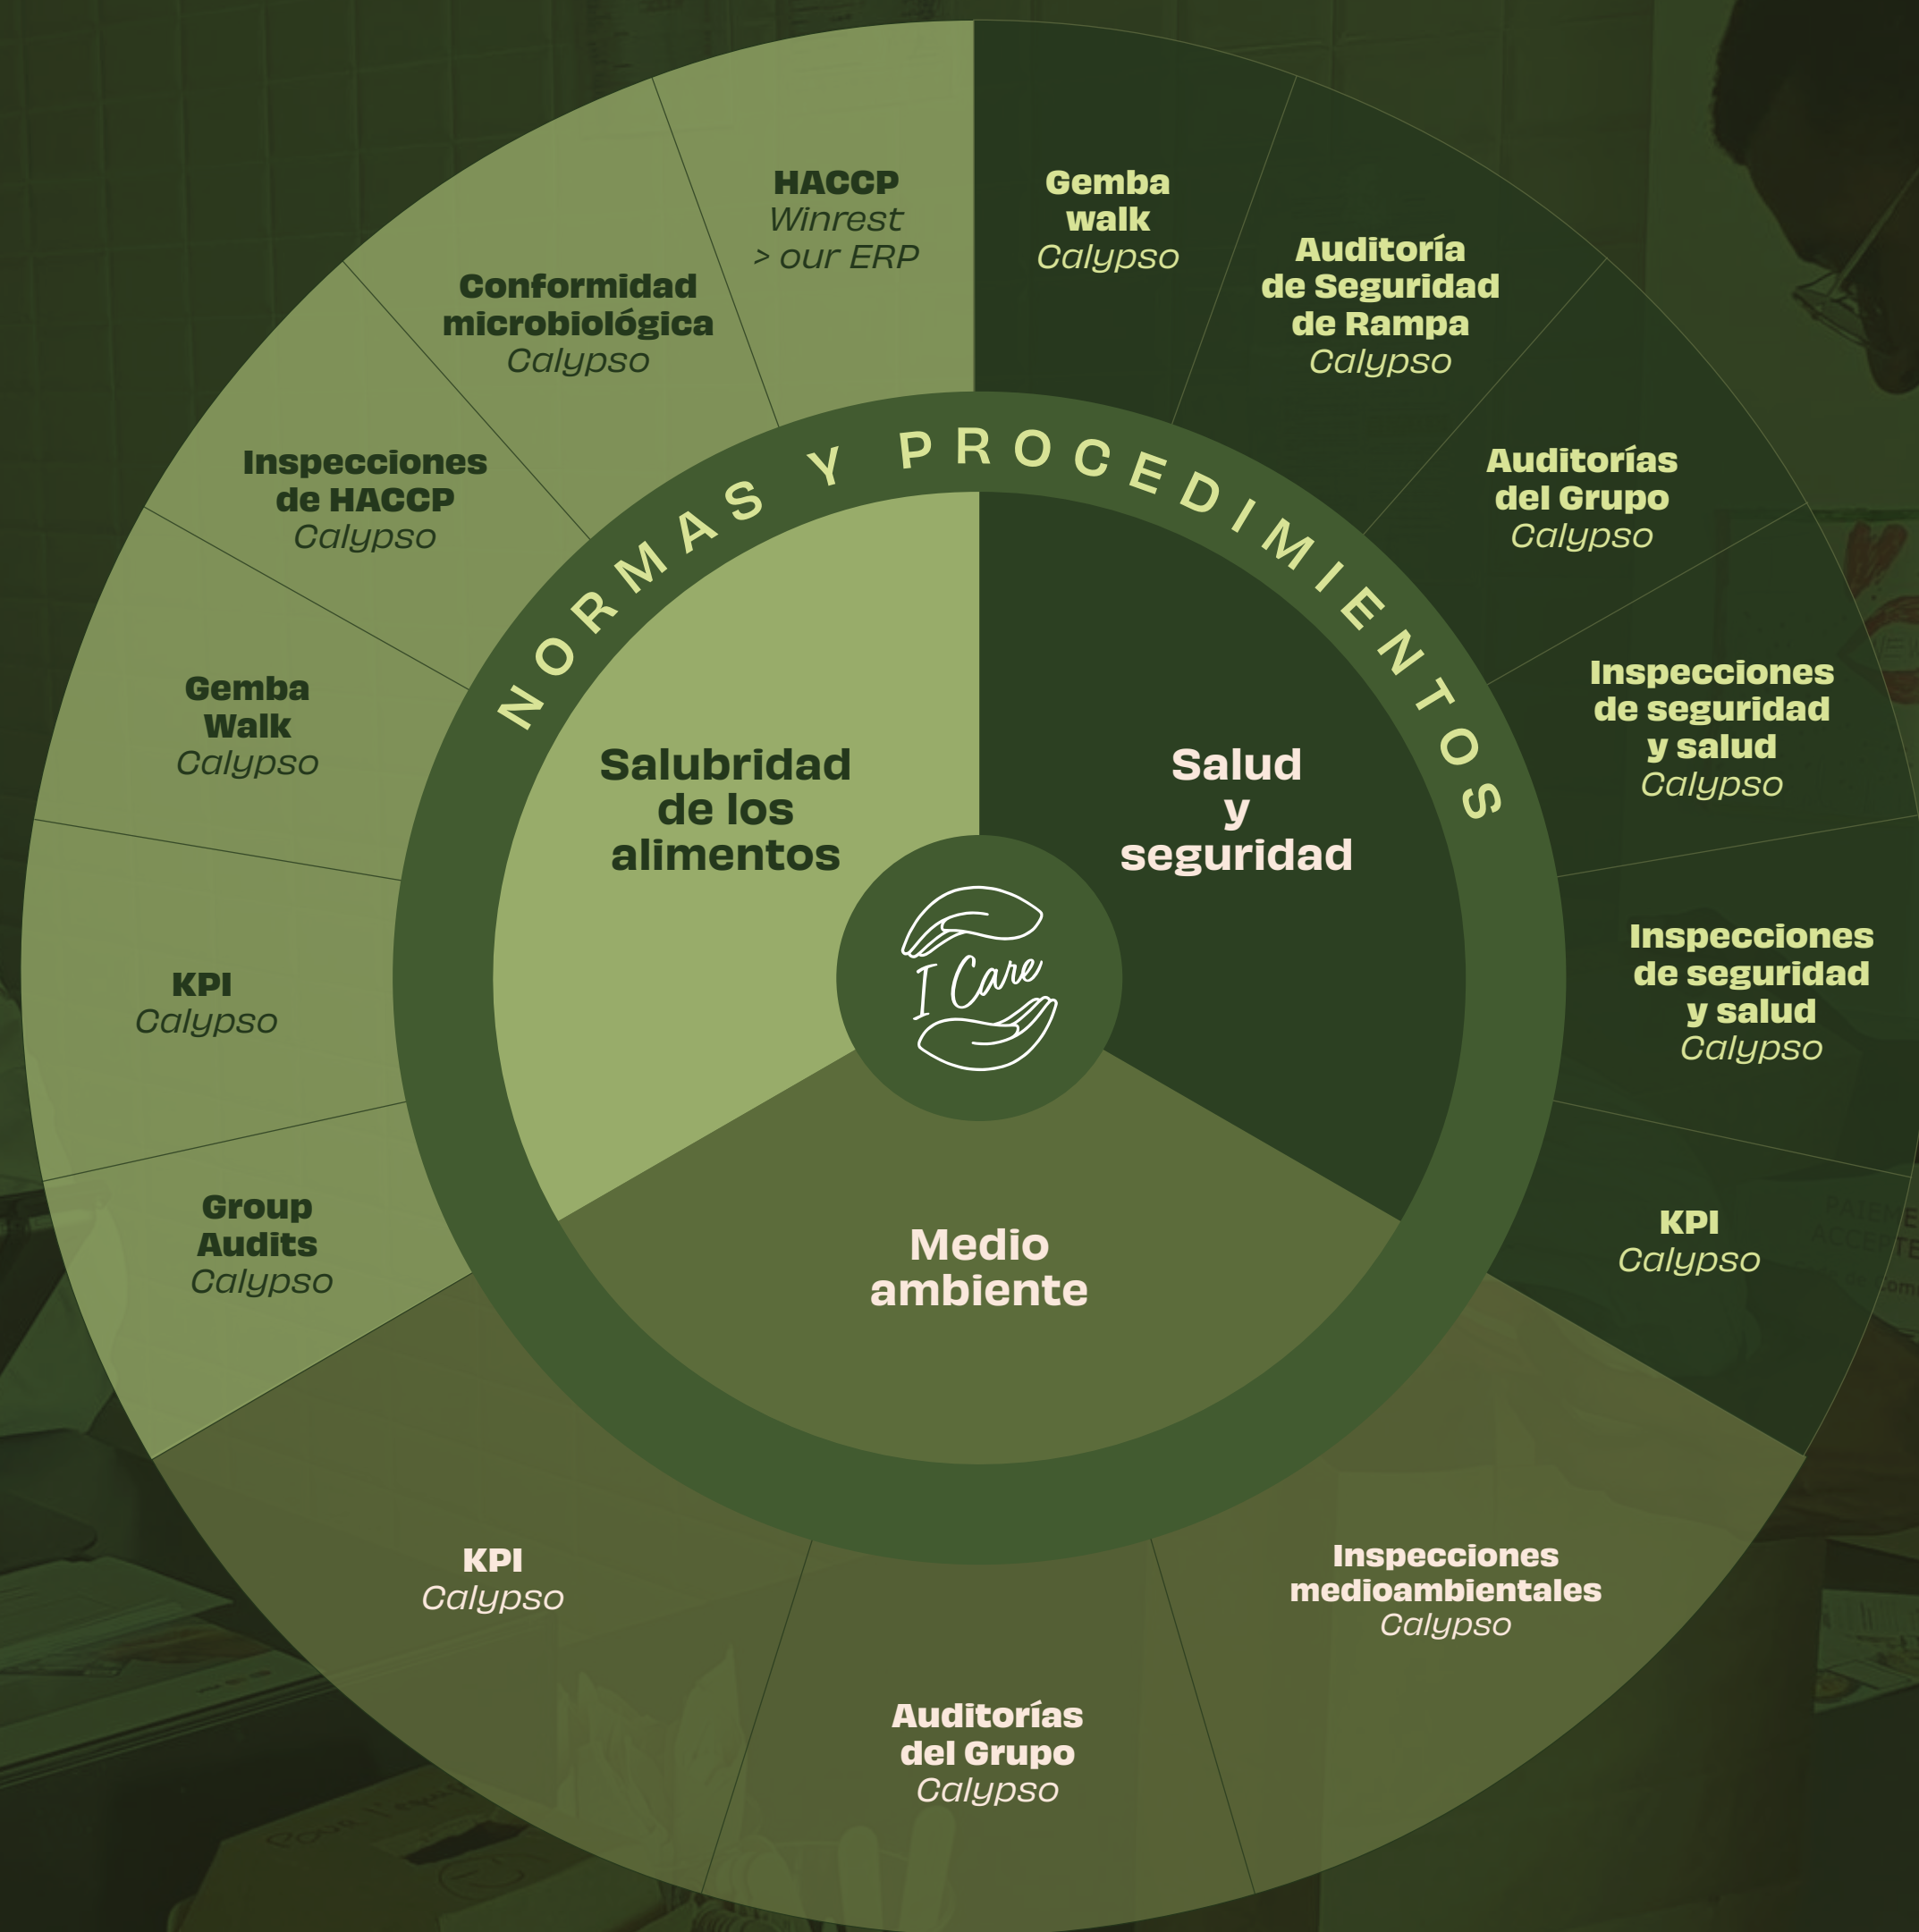 HACCP
Winrest
> our ERP
Gemba
walk
Calypso
Auditoría
de Seguridad
de Rampa
Calypso
Auditorías
del Grupo
Calypso
Inspecciones
de seguridad
y salud
Calypso
Inspecciones
de seguridad
y salud
Calypso
KPI
Calypso
Inspecciones
medioambientales
Calypso
Auditorías
del Grupo
Calypso
KPI
Calypso
Group
Audits
Calypso
KPI
Calypso
Gemba
Walk
Calypso
Inspecciones
de HACCP
Calypso
Conformidad
microbiológica
Calypso
NORMAS Y PROCEDIMIENTOS
Salubridad
de los
alimentos
Salud
y
seguridad
Medio
ambiente
I Care